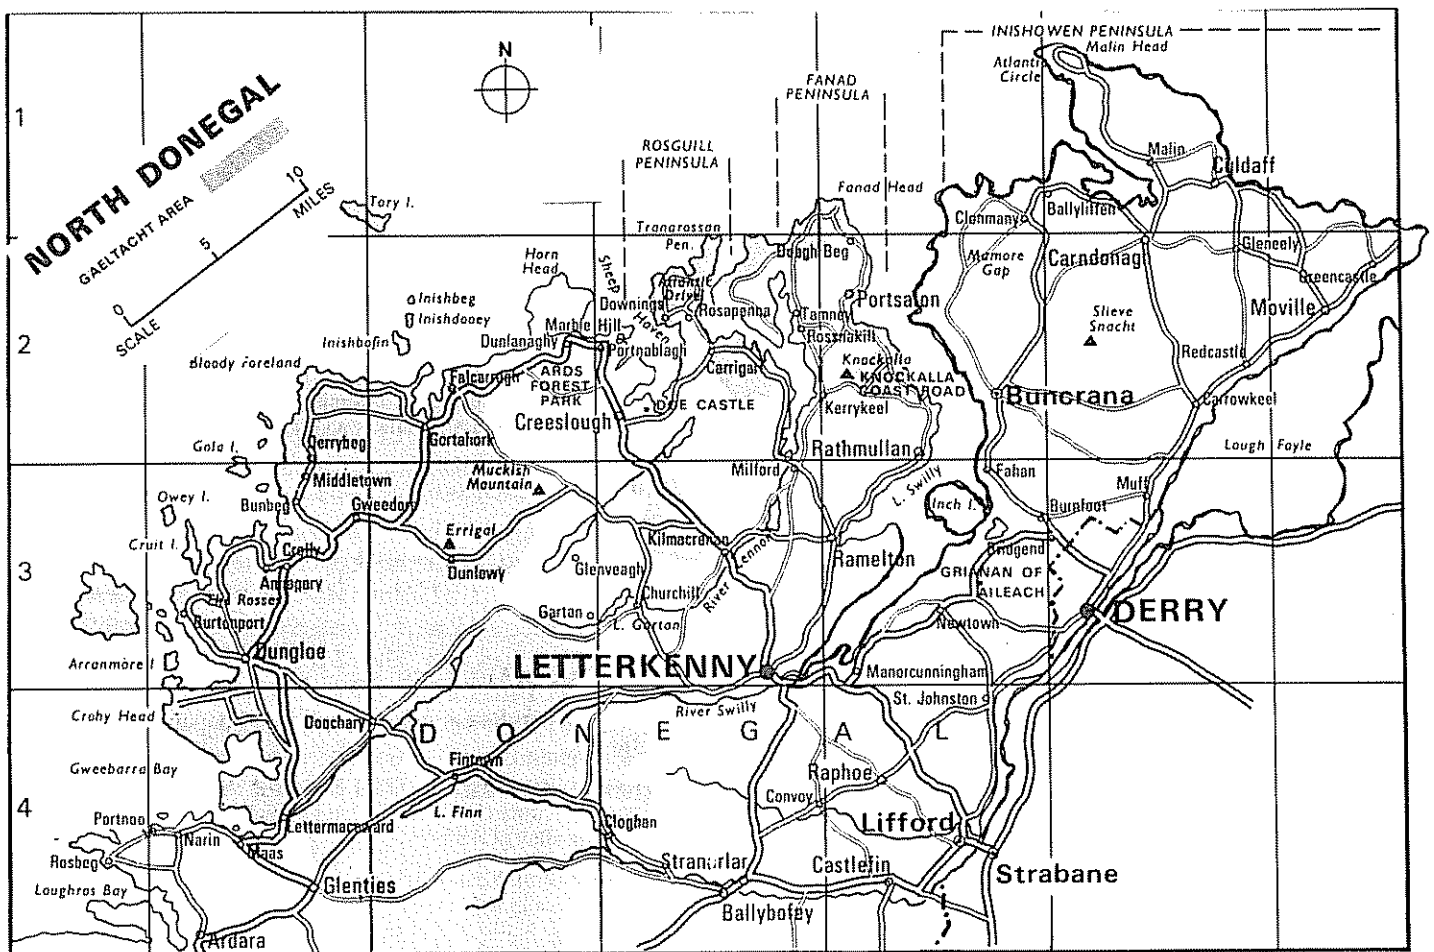 NORTH DONEGAL
GAELTACHT AREA
0 5 10
MILES
SCALE
N
1
2
3
4
INISHOWEN PENINSULA
Malin Head
Atlanti
Circle
FANAD
PENINSULA
ROSGUILL
PENINSULA
Fanad Head
Tory I.
Malin
Culdaff
Clonmany
Ballyliffen
Tranarossan
Pen.
Horn
Head
Sheep
Haven
Doagh Beg
Mamore
Gap
Carndonag
Gleneely
Greencastle
Inishbeg
Inishdooey
Inishbofin
Atlantic
Drive
Downings
Rosapenna
Portsalon
Tamney
Rossnakill
Moville
Slieve
Snacht
Marble Hill
Dunfanaghy
Portnablagh
Bloody Foreland
Carrigart
Knockalla
KNOCKALLA
COAST ROAD
Redcastle
Falcarragh
ARDS
FOREST
PARK
DOE CASTLE
Creeslough
Kerrykeel
Buncrana
Carrowkeel
Gola I.
Derrybeg
Gortahork
Rathmullan
Lough Foyle
Muckish
Mountain
Milford
L. Swilly
Fahan
Owey I.
Middletown
Bunbeg
Gweedore
Inch I.
Muff
Burnfoot
Cruit I.
Crolly
Errigal
Dunlewy
Kilmacrenan
River Lennon
Ramelton
Bridgend
Annagary
Glenveagh
GRIANAN OF
AILEACH
The Rosses
Burtonport
Gartan
Churchill
L. Gartan
Newtown
DERRY
Arranmore I
Dungloe
LETTERKENNY
Manorcunningham
St. Johnston
Crohy Head
Doochary
River Swilly
D O N E G A L
Gweebarra Bay
Fintown
Raphoe
Convoy
Portnoo
Narin
Lettermacaward
L. Finn
Cloghan
Lifford
Rosbeg
Maas
Stranorlar
Castlefin
Strabane
Loughros Bay
Glenties
Ballybofey
Ardara